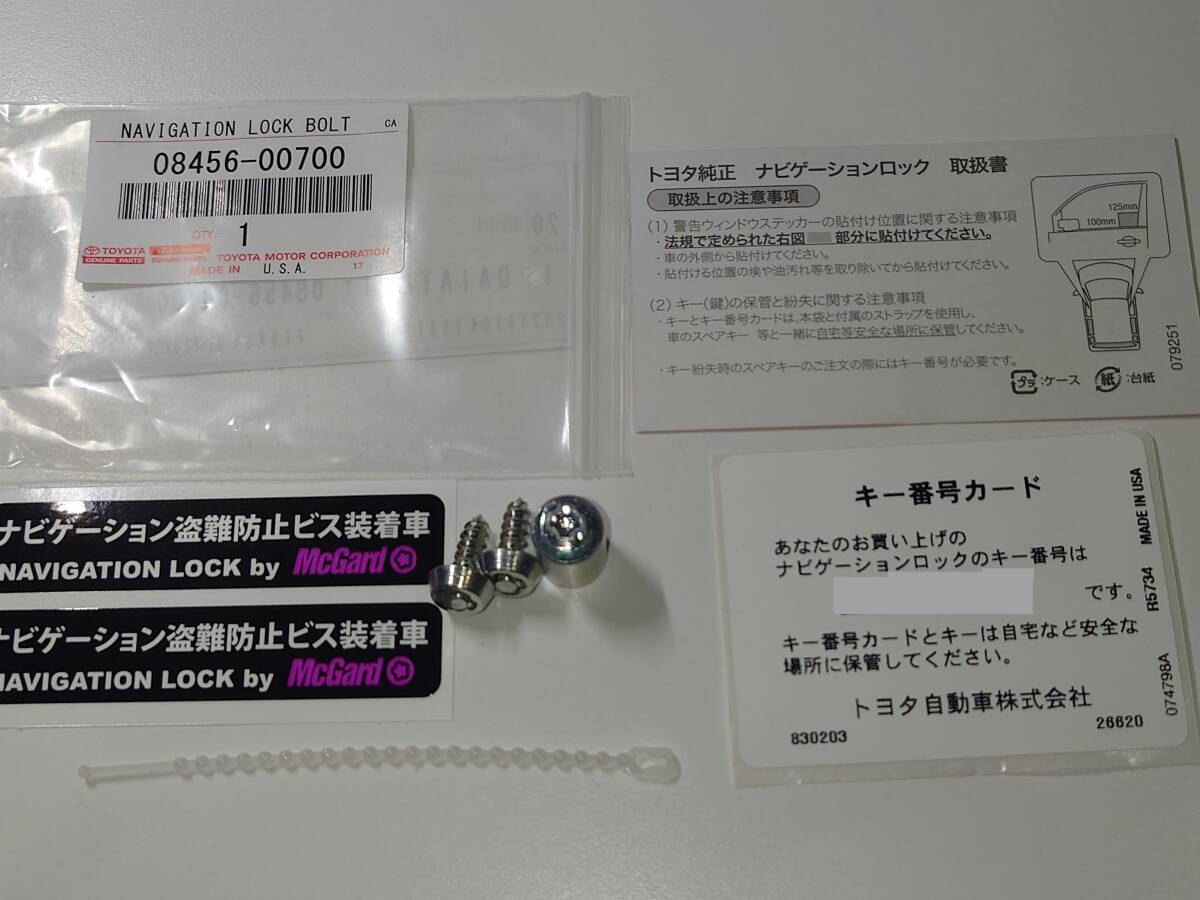 NAVIGATION LOCK BOLT CA
08456-00700
QTY: 1
TOYOTA
GENUINE PARTS
GENUINE PARTS
TOYOTA MOTOR CORPORATION
MADE IN U.S.A. 17
トヨタ純正 ナビゲーションロック 取扱書
取扱上の注意事項
(1) 警告ウィンドウステッカーの貼付け位置に関する注意事項
・法規で定められた右図 部分に貼付けてください。
・車の外側から貼付けてください。
・貼付ける位置の埃や油汚れ等を取り除いてから貼付けてください。
(2) キー(鍵)の保管と紛失に関する注意事項
・キーとキー番号カードは、本袋と付属のストラップを使用し、
車のスペアキー 等と一緒に自宅等安全な場所に保管してください。
・キー紛失時のスペアキーのご注文の際にはキー番号が必要です。
125mm
100mm
プラ:ケース 紙:台紙
079251
ナビゲーション盗難防止ビス装着車
NAVIGATION LOCK by McGard
ナビゲーション盗難防止ビス装着車
NAVIGATION LOCK by McGard
キー番号カード
あなたのお買い上げの
ナビゲーションロックのキー番号は
です。
キー番号カードとキーは自宅など安全な
場所に保管してください。
トヨタ自動車株式会社
830203 26620
074798A R5734 MADE IN USA